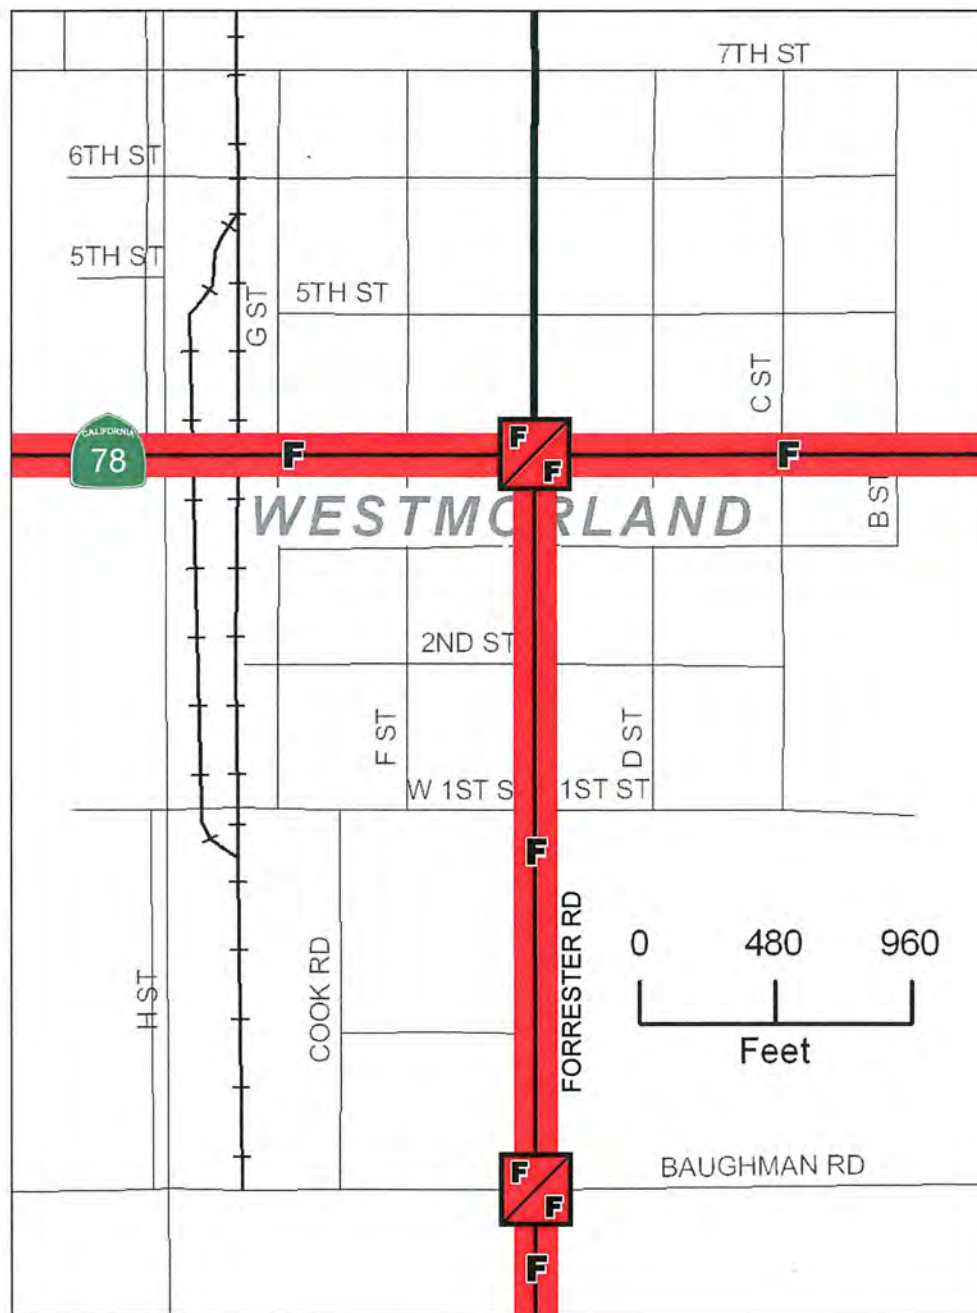 7TH ST
6TH ST
5TH ST
5TH ST
G ST
C ST
CALIFORNIA
78
F
F
F
F
B ST
WESTMORLAND
2ND ST
F ST
D ST
W 1ST S
1ST ST
F
FORRESTER RD
0 480 960
Feet
H ST
COOK RD
BAUGHMAN RD
F
F
F